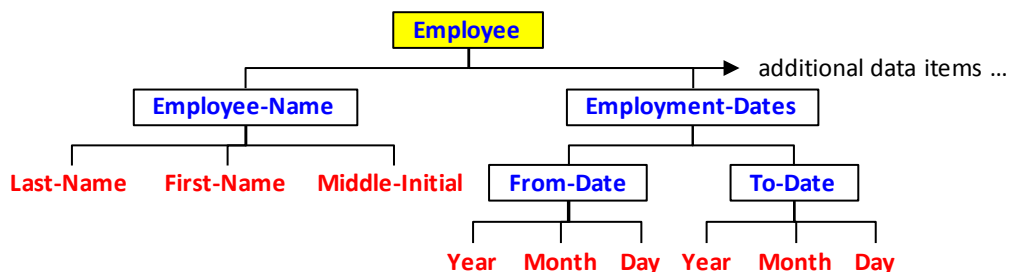 Employee
additional data items …
Employee-Name Employment-Dates
Last-Name First-Name Middle-Initial From-Date To-Date
Year Month Day Year Month Day